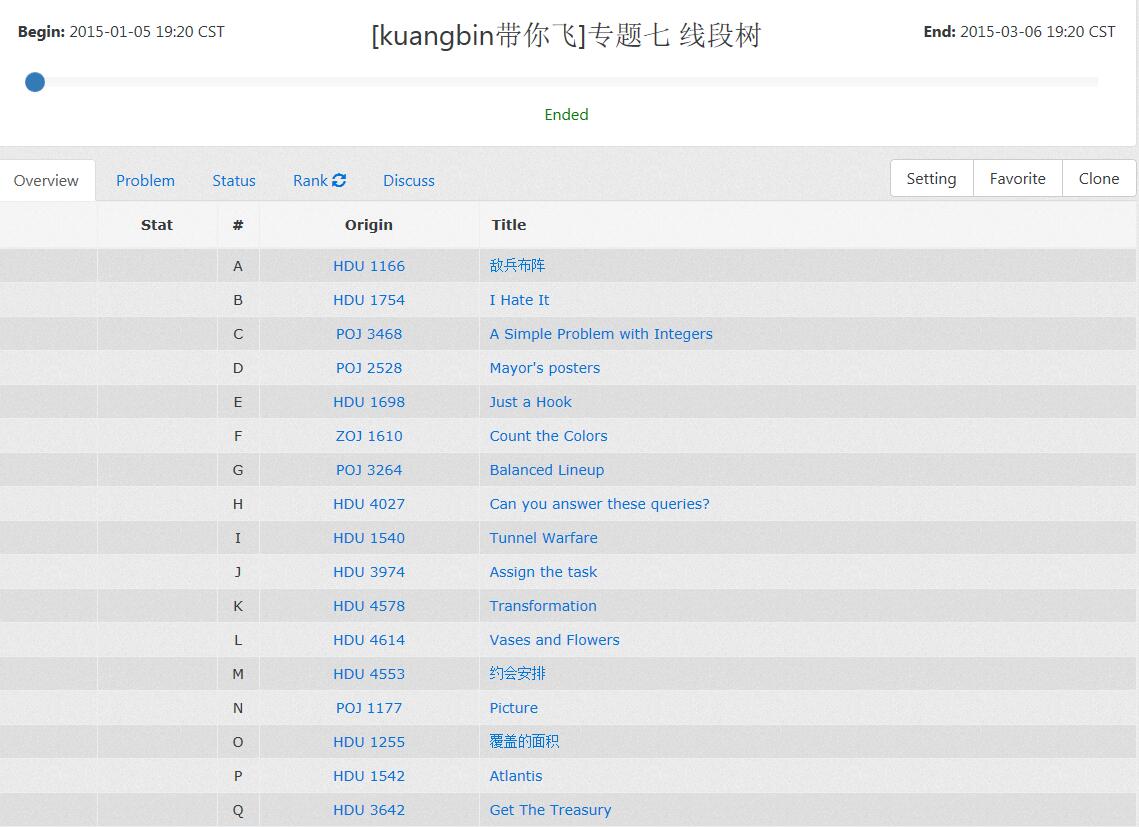 Begin: 2015-01-05 19:20 CST [kuangbin带你飞]专题七 线段树 End: 2015-03-06 19:20 CST
Ended
Overview Problem Status Rank Discuss Setting Favorite Clone
Stat # Origin Title
A HDU 1166 敌兵布阵
B HDU 1754 I Hate It
C POJ 3468 A Simple Problem with Integers
D POJ 2528 Mayor's posters
E HDU 1698 Just a Hook
F ZOJ 1610 Count the Colors
G POJ 3264 Balanced Lineup
H HDU 4027 Can you answer these queries?
I HDU 1540 Tunnel Warfare
J HDU 3974 Assign the task
K HDU 4578 Transformation
L HDU 4614 Vases and Flowers
M HDU 4553 约会安排
N POJ 1177 Picture
O HDU 1255 覆盖的面积
P HDU 1542 Atlantis
Q HDU 3642 Get The Treasury